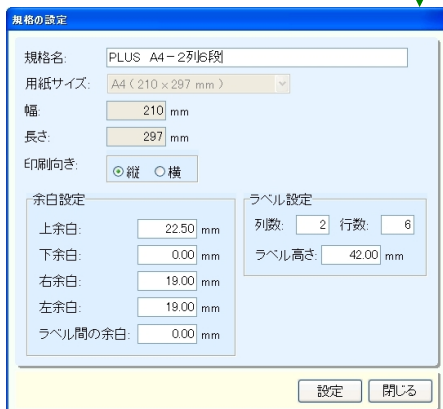 規格の設定
規格名: PLUS A4－2列6段
用紙サイズ: A4 ( 210 × 297 mm )
幅: 210 mm
長さ: 297 mm
印刷向き: 縦 横
余白設定
上余白: 22.50 mm
下余白: 0.00 mm
右余白: 19.00 mm
左余白: 19.00 mm
ラベル間の余白: 0.00 mm
ラベル設定
列数: 2 行数: 6
ラベル高さ: 42.00 mm
設定 閉じる